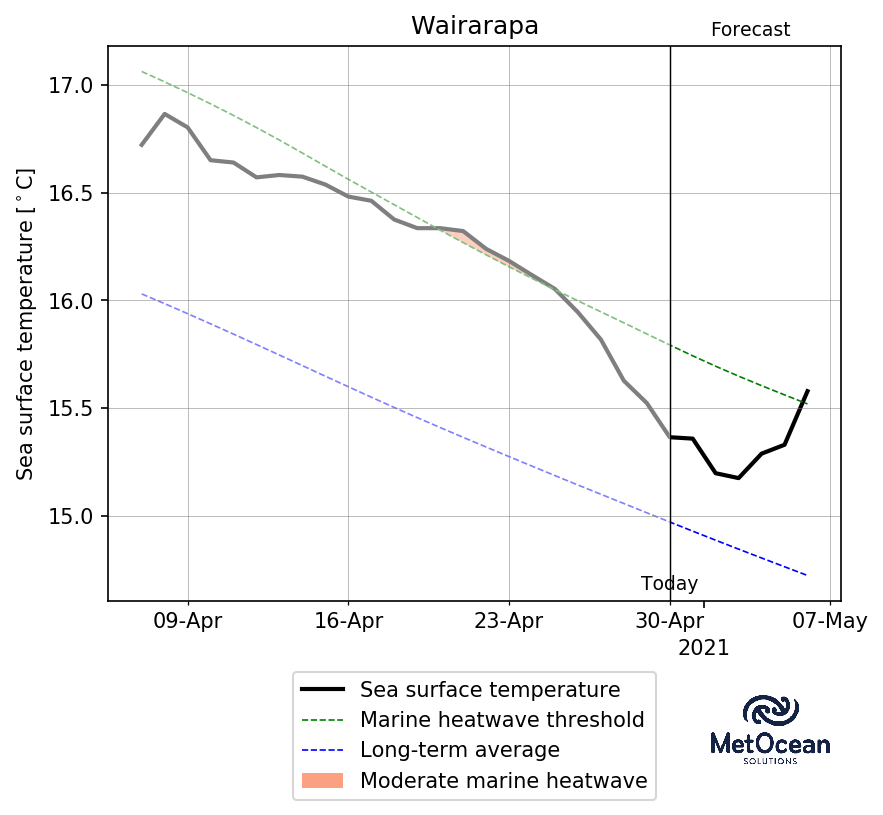 Wairarapa
Forecast
17.0
16.5
16.0
15.5
15.0
Sea surface temperature [°C]
Today
09-Apr 16-Apr 23-Apr 30-Apr 07-May
2021
Sea surface temperature
Marine heatwave threshold
Long-term average
Moderate marine heatwave
MetOcean
SOLUTIONS